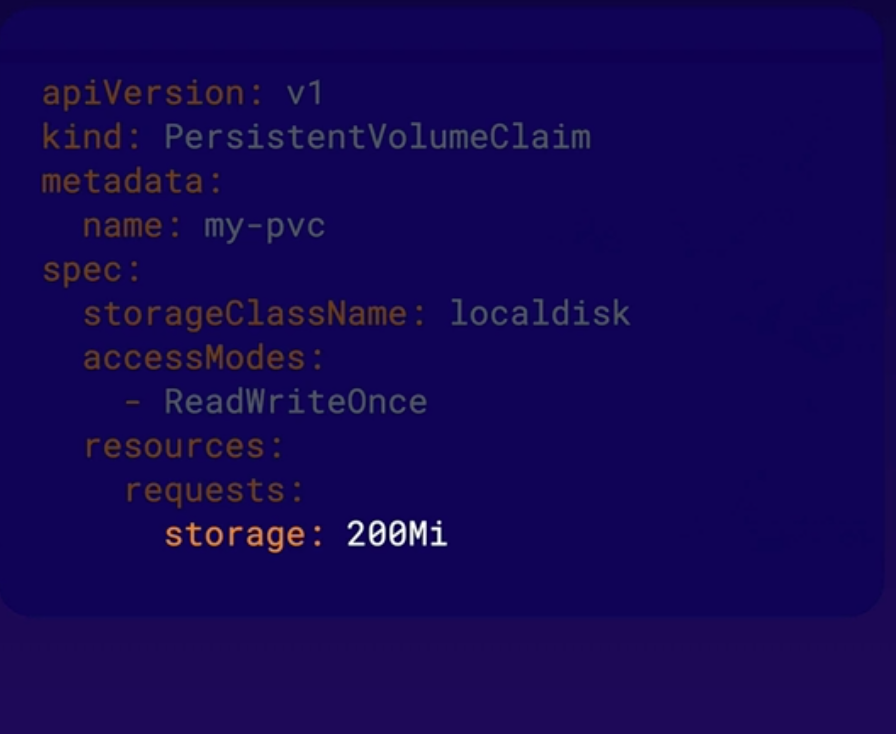 apiVersion: v1
kind: PersistentVolumeClaim
metadata:
  name: my-pvc
spec:
  storageClassName: localdisk
  accessModes:
    - ReadWriteOnce
  resources:
    requests:
      storage: 200Mi